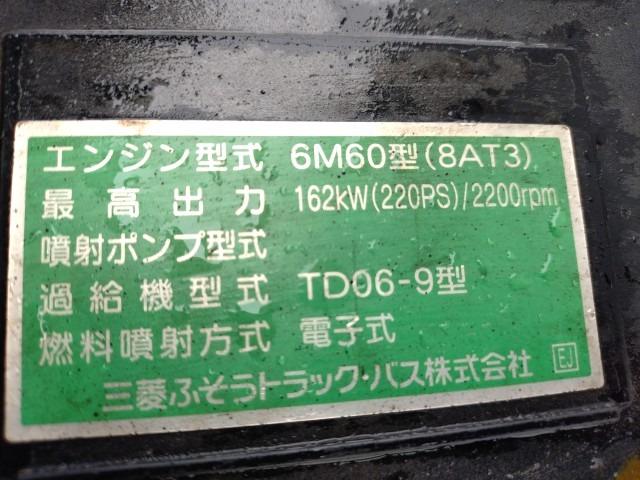 エンジン型式 6M60型(8AT3)
最高出力 162kW(220PS)/2200rpm
噴射ポンプ型式
過給機型式 TD06-9型
燃料噴射方式 電子式
三菱ふそうトラック・バス株式会社 EJ